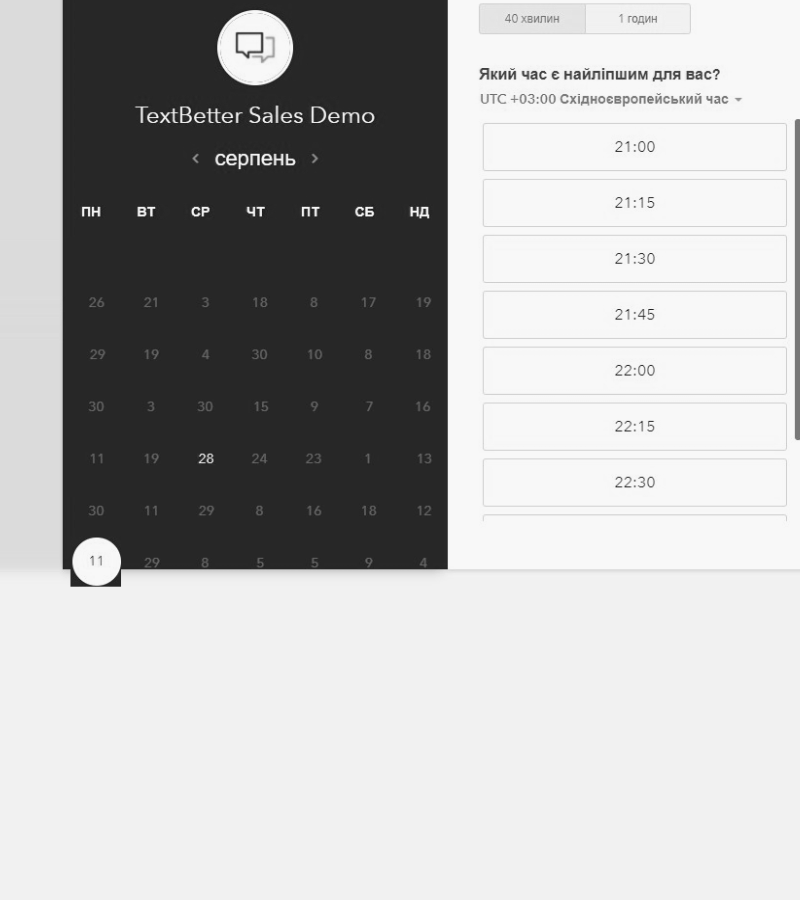 TextBetter Sales Demo
серпень
ПН ВТ СР ЧТ ПТ СБ НД
26 21 3 18 8 17 19
29 19 4 30 10 8 18
30 3 30 15 9 7 16
11 19 28 24 23 1 13
30 11 29 8 16 18 12
11 29 8 5 5 9 4
40 хвилин 1 годин
Який час є найліпшим для вас?
UTC +03:00 Східноєвропейський час
21:00
21:15
21:30
21:45
22:00
22:15
22:30